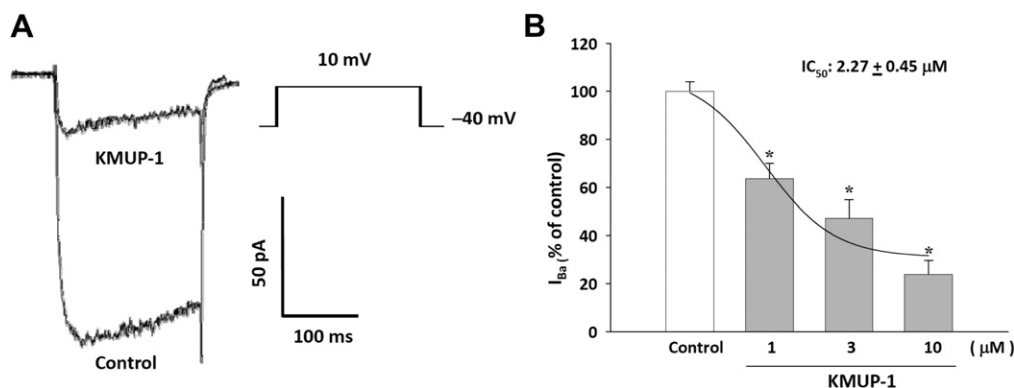 A
10 mV
−40 mV
KMUP-1
50 pA
100 ms
Control
B
IC50: 2.27 ± 0.45 μM
120
100
80
60
40
20
0
IBa (% of control)
*
*
*
Control 1 3 10 ( μM )
KMUP-1